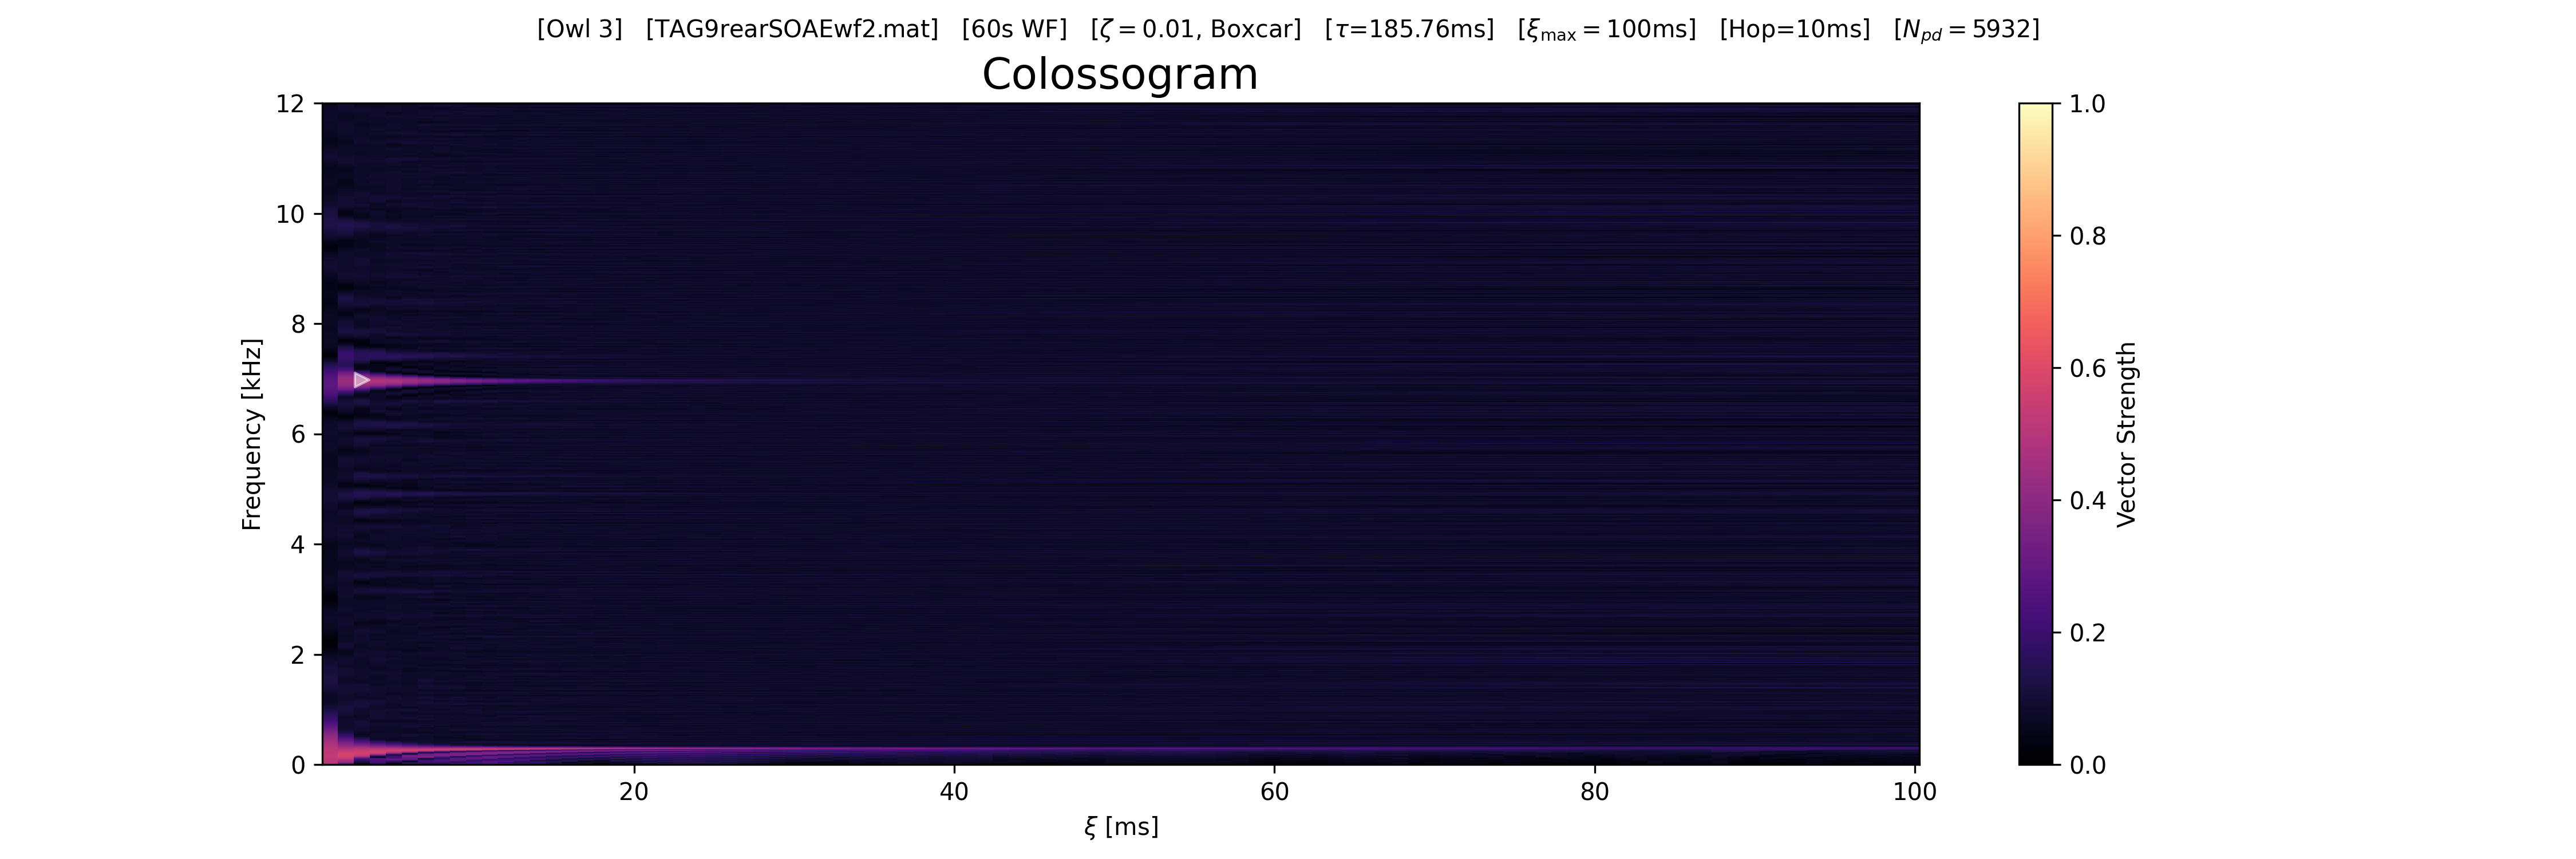 [Owl 3] [TAG9rearSOAEwf2.mat] [60s WF] [ζ = 0.01, Boxcar] [τ=185.76ms] [ξmax = 100ms] [Hop=10ms] [Npd = 5932]
Colossogram
12
10
8
6
4
2
0
Frequency [kHz]
20 40 60 80 100
ξ [ms]
1.0
0.8
0.6
0.4
0.2
0.0
Vector Strength